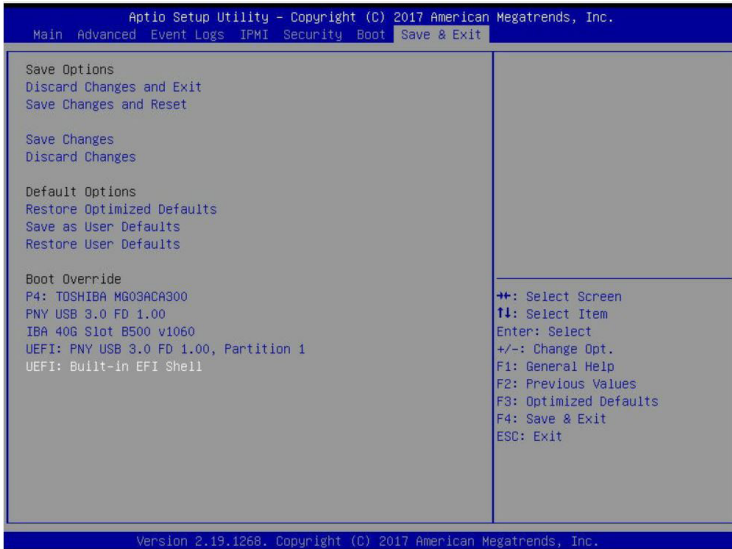 Aptio Setup Utility – Copyright (C) 2017 American Megatrends, Inc.
Main Advanced Event Logs IPMI Security Boot Save & Exit
Save Options
Discard Changes and Exit
Save Changes and Reset
Save Changes
Discard Changes
Default Options
Restore Optimized Defaults
Save as User Defaults
Restore User Defaults
Boot Override
P4: TOSHIBA MG03ACA300
PNY USB 3.0 FD 1.00
IBA 40G Slot B500 v1060
UEFI: PNY USB 3.0 FD 1.00, Partition 1
UEFI: Built-in EFI Shell
→←: Select Screen
↑↓: Select Item
Enter: Select
+/-: Change Opt.
F1: General Help
F2: Previous Values
F3: Optimized Defaults
F4: Save & Exit
ESC: Exit
Version 2.19.1268. Copyright (C) 2017 American Megatrends, Inc.